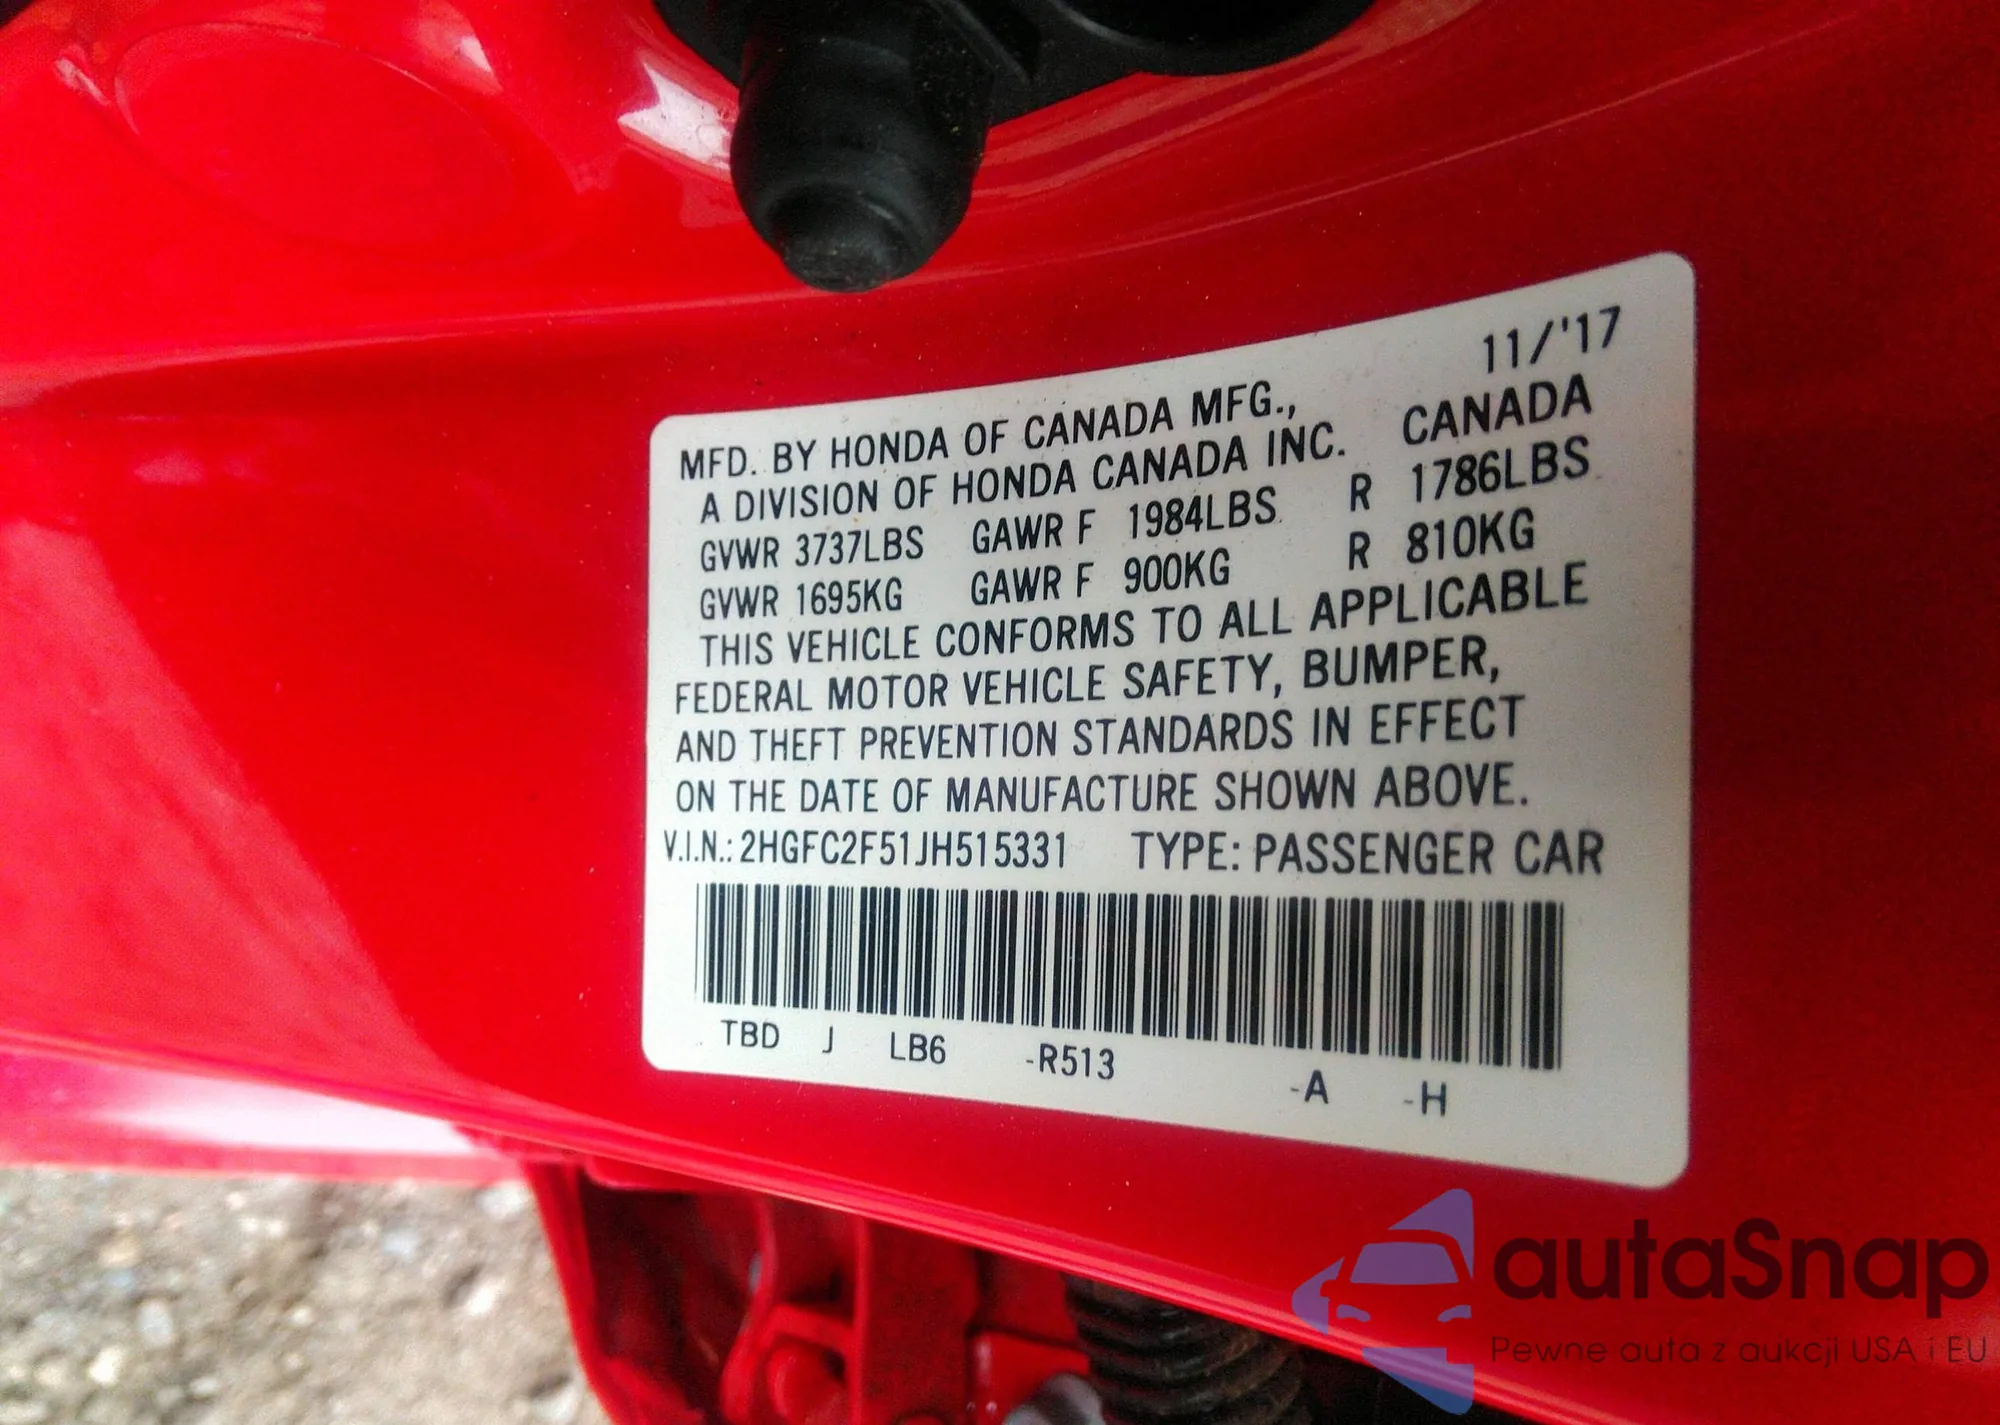 11/'17
MFD. BY HONDA OF CANADA MFG.,
A DIVISION OF HONDA CANADA INC. CANADA
GVWR 3737LBS GAWR F 1984LBS R 1786LBS
GVWR 1695KG GAWR F 900KG R 810KG
THIS VEHICLE CONFORMS TO ALL APPLICABLE
FEDERAL MOTOR VEHICLE SAFETY, BUMPER,
AND THEFT PREVENTION STANDARDS IN EFFECT
ON THE DATE OF MANUFACTURE SHOWN ABOVE.
V.I.N.: 2HGFC2F51JH515331 TYPE: PASSENGER CAR
TBD J LB6 -R513 -A -H
autaSnap
Pewne auta z aukcji USA i EU